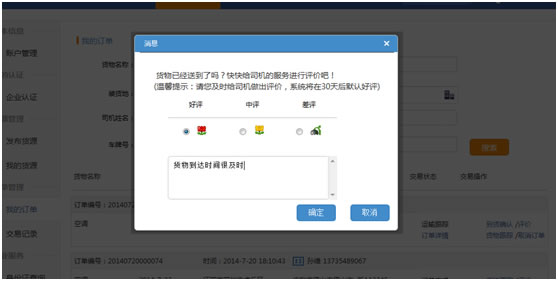 我的订单
消息
账户管理
货物名称：
货物已经送到了吗？快快给司机的服务进行评价吧！
(温馨提示：请您及时给司机做出评价，系统将在30天后默认好评)
企业认证
装货地：
好评 中评 差评
发布货源
司机姓名：
车牌号：
搜索
我的货源
货物到达时间很及时
货物名称 交易状态 交易操作
我的订单
订单编号：20140720
确定 取消
空调 运输跟踪 到货确认 /评价
订单详情 货物跟踪 /取消订单
交易记录
订单编号：20140720000074 时间：2014-7-20 18:10:43 孙维 13735489067